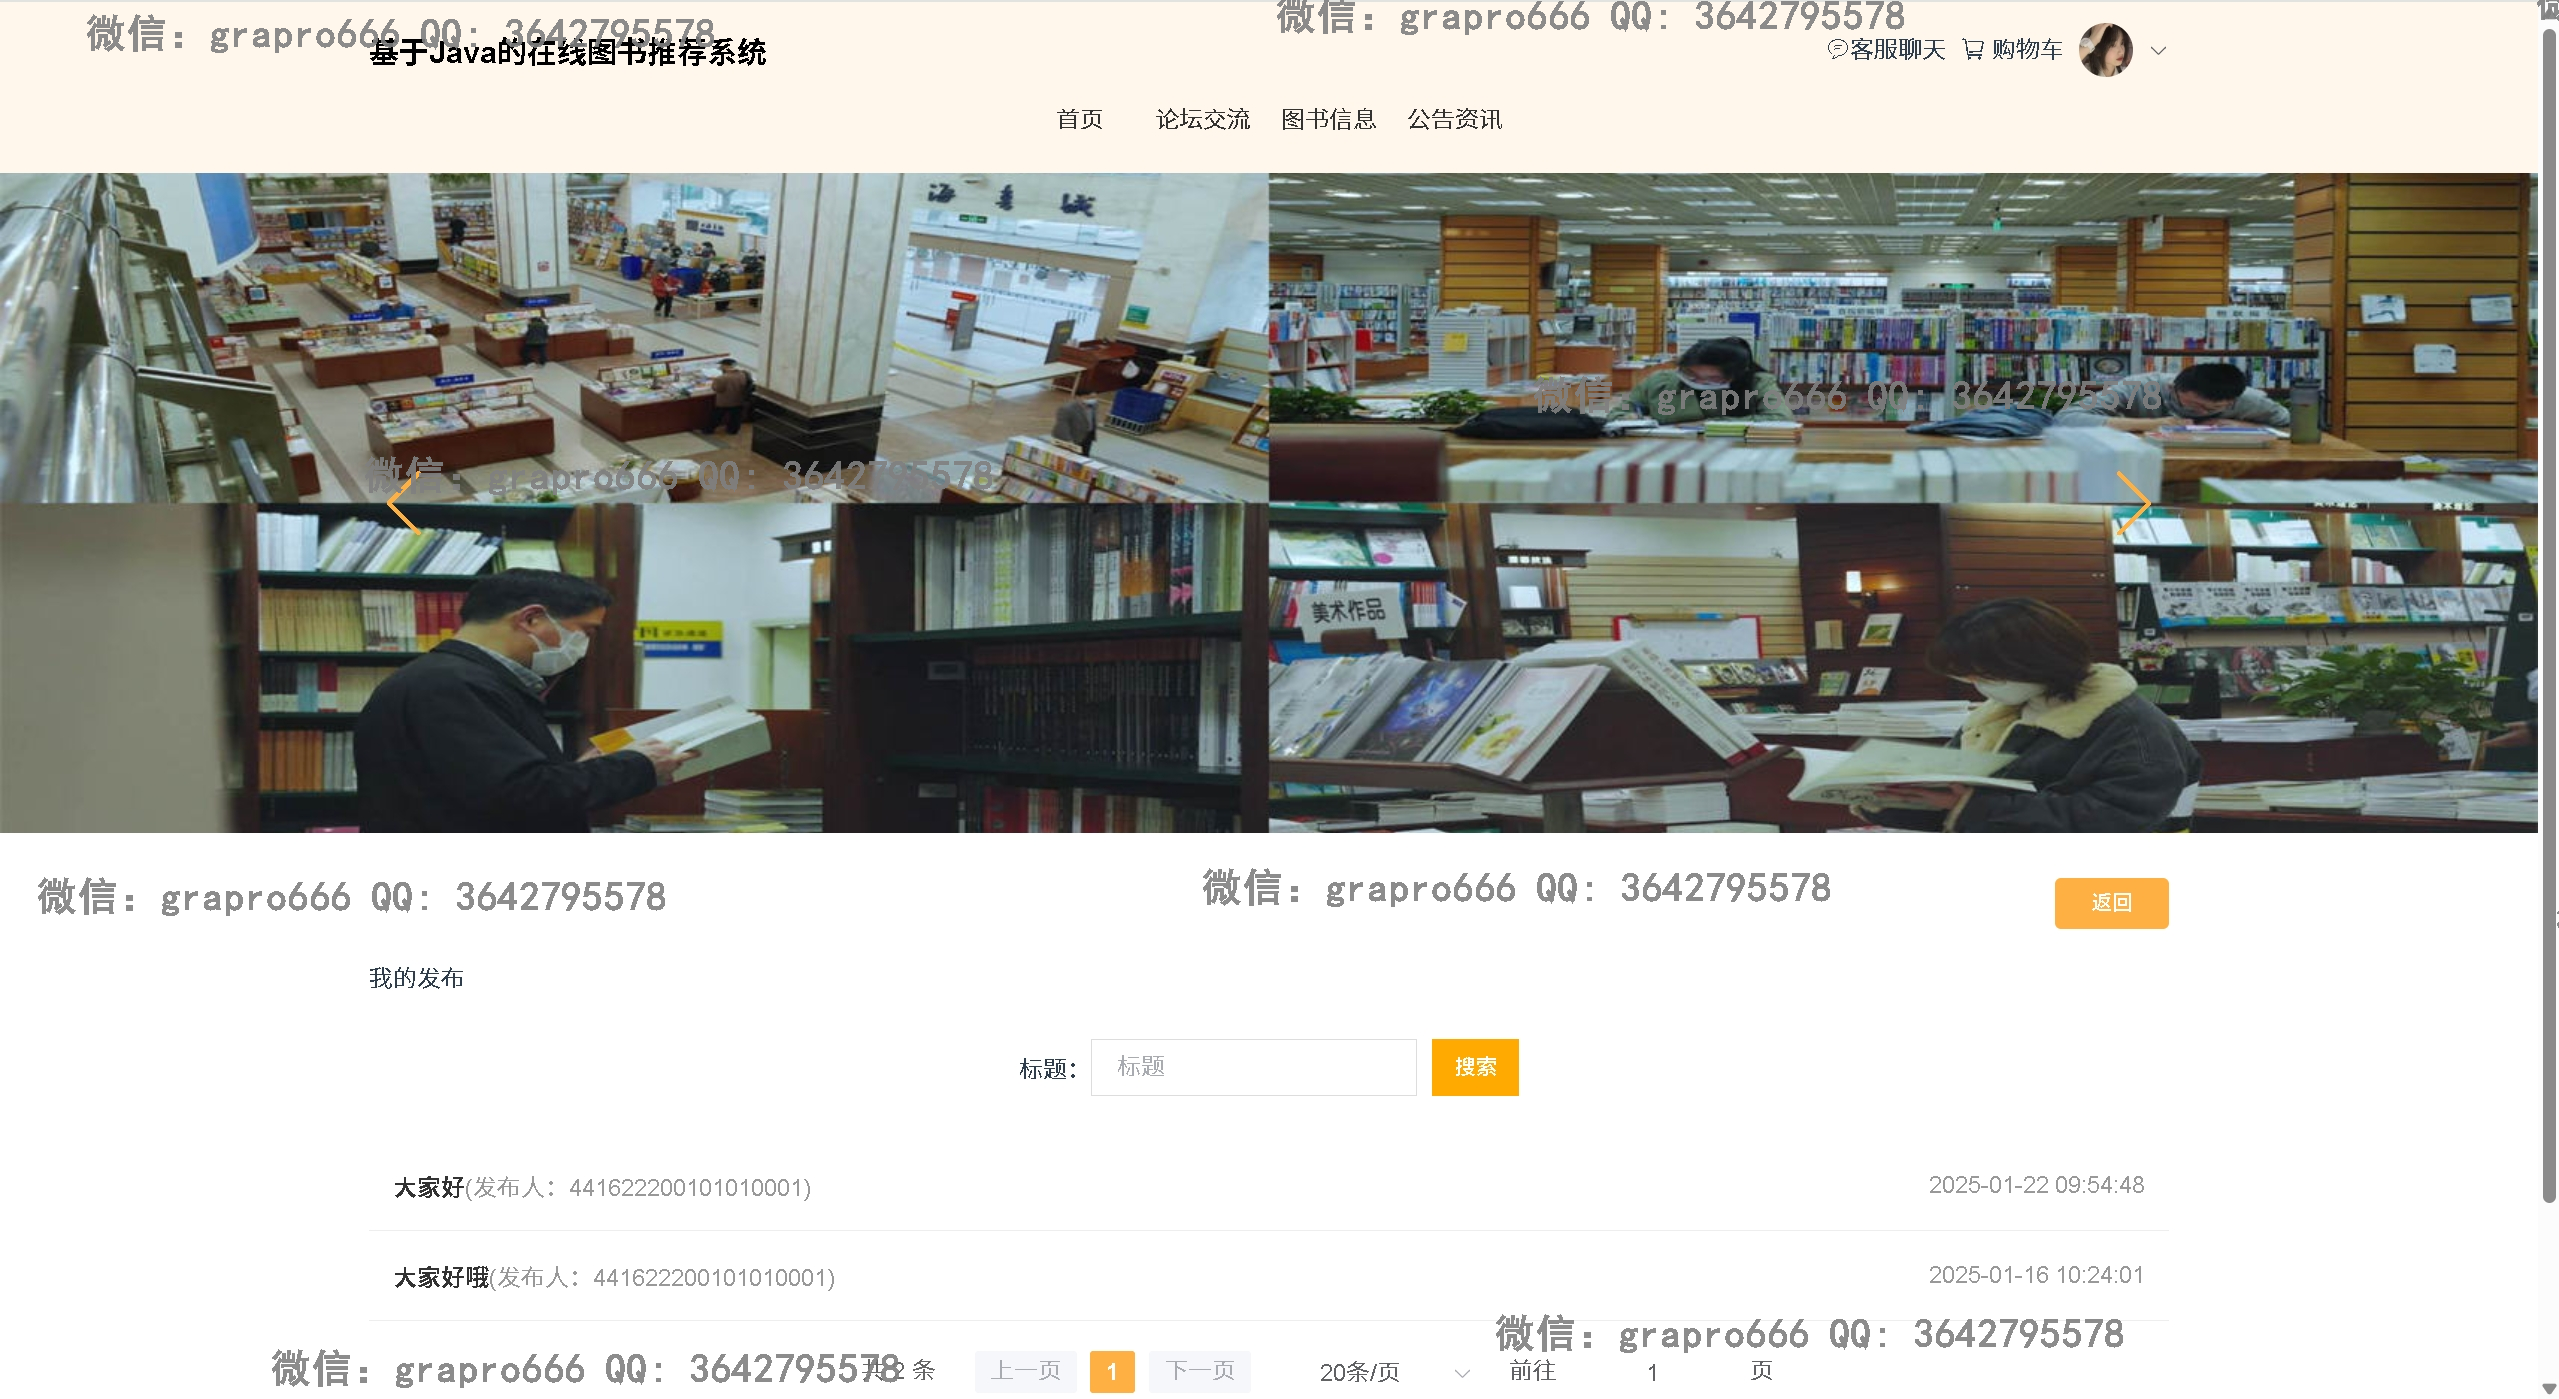 微信：grapro666 QQ: 3642795578
微信：grapro666 QQ: 3642795578
基于Java的在线图书推荐系统
客服聊天
购物车
首页
论坛交流
图书信息
公告资讯
微信：grapro666 QQ: 3642795578
微信：grapro666 QQ: 3642795578
美术作品
微信：grapro666 QQ: 3642795578
微信：grapro666 QQ: 3642795578
返回
我的发布
标题：
标题
搜索
大家好(发布人：441622200101010001)
2025-01-22 09:54:48
大家好哦(发布人：441622200101010001)
2025-01-16 10:24:01
微信：grapro666 QQ: 3642795578
微信：grapro666 QQ: 3642795578
共 2 条
上一页
1
下一页
20条/页
前往
1
页